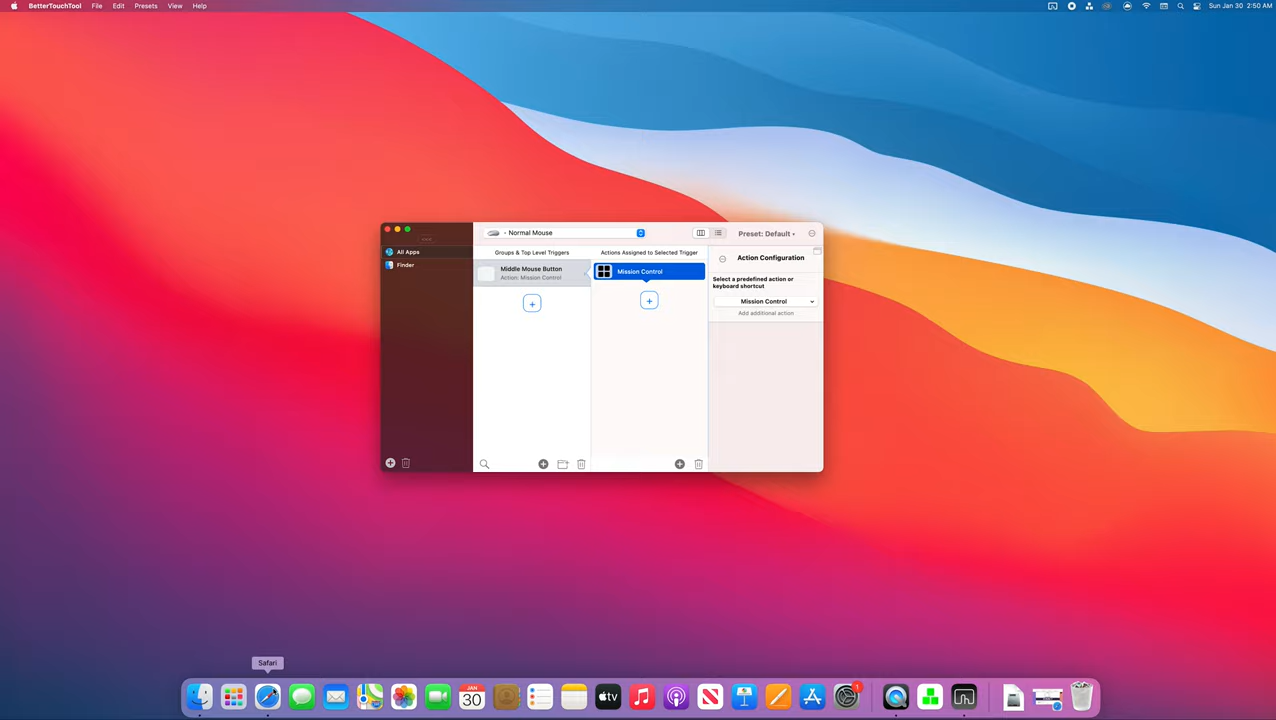 BetterTouchTool File Edit Presets View Help
Sun Jan 30 2:50 AM
Normal Mouse
Preset: Default
All Apps
Finder
Groups & Top Level Triggers
Middle Mouse Button
Action: Mission Control
Actions Assigned to Selected Trigger
Mission Control
Action Configuration
Select a predefined action or
keyboard shortcut
Mission Control
Add additional action
Safari
JAN
30
tv
1